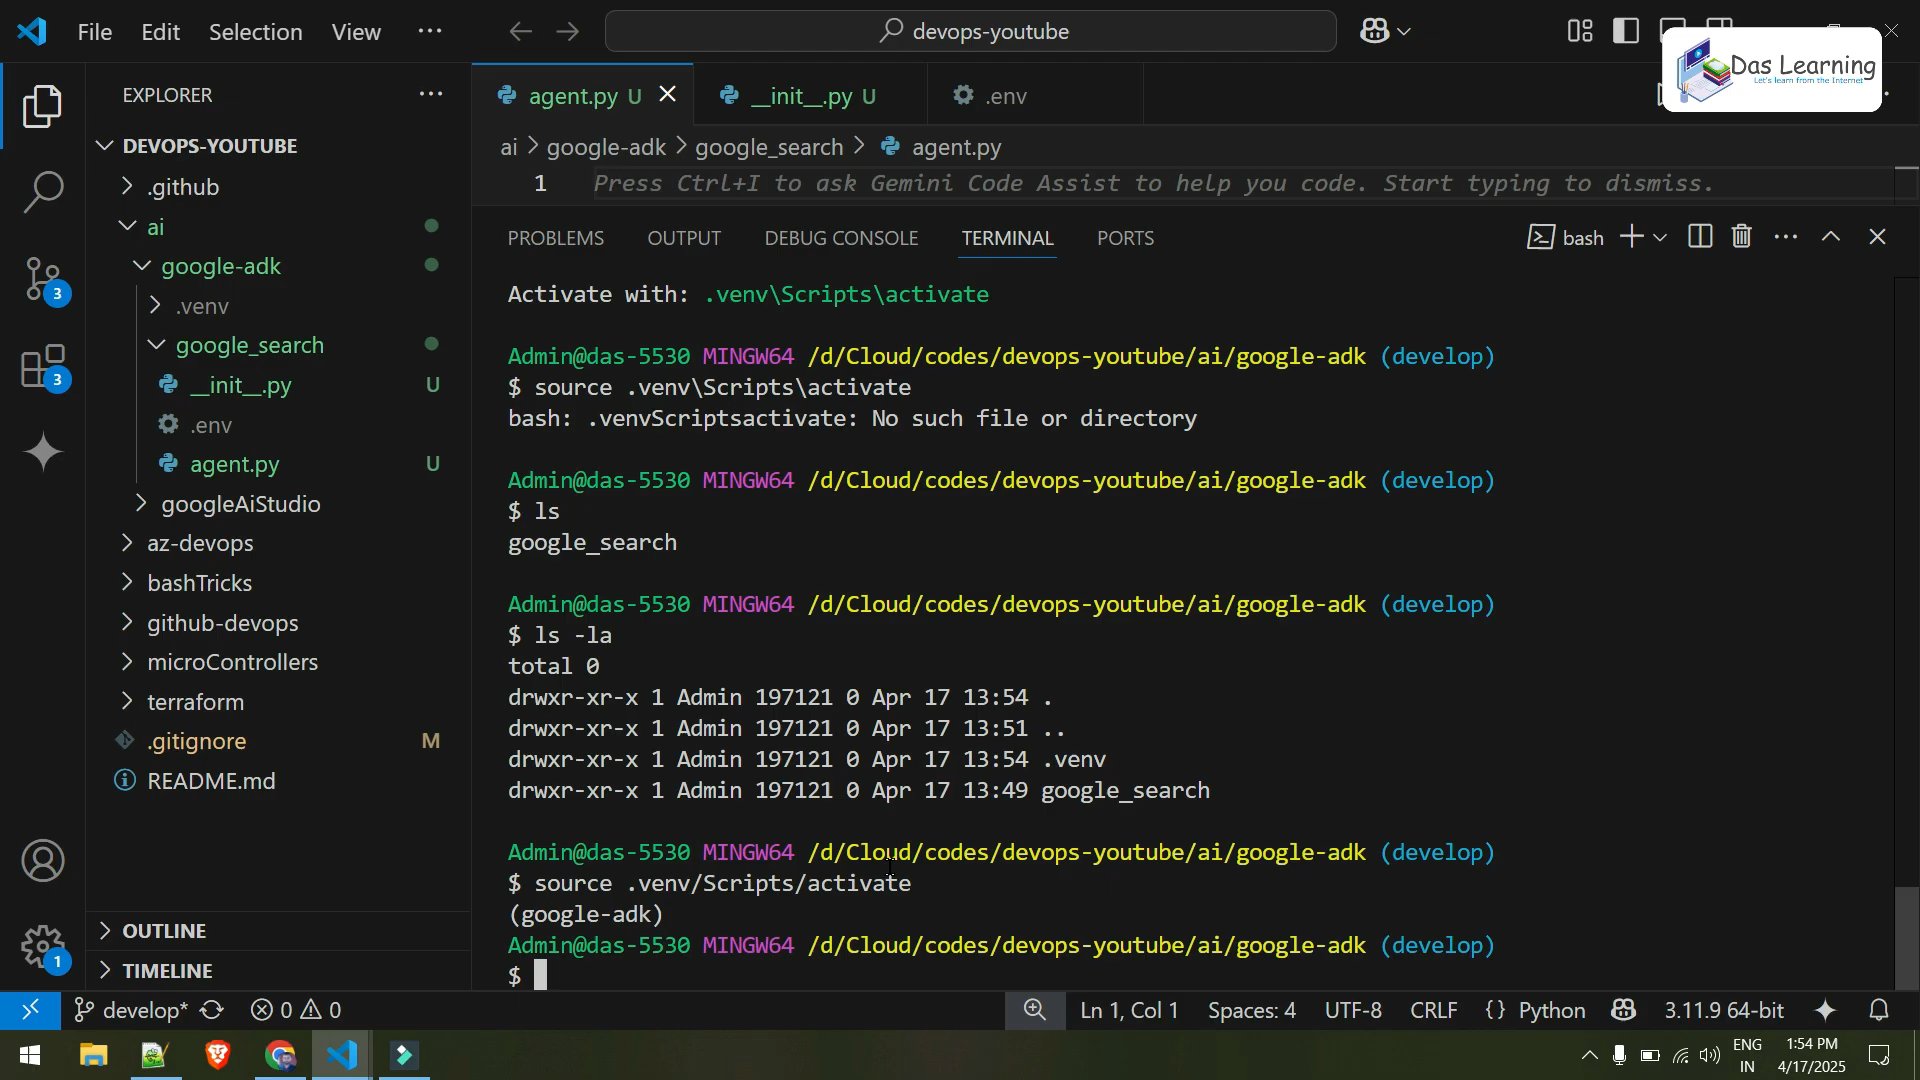 File Edit Selection View ··· devops-youtube
Das Learning
Let's learn from the Internet
EXPLORER ···
DEVOPS-YOUTUBE
.github
ai
google-adk
.venv
google_search
__init__.py U
.env
agent.py U
googleAiStudio
az-devops
bashTricks
github-devops
microControllers
terraform
.gitignore M
README.md
OUTLINE
TIMELINE
3
3
1
agent.py U __init__.py U .env
ai > google-adk > google_search > agent.py
1 Press Ctrl+I to ask Gemini Code Assist to help you code. Start typing to dismiss.
PROBLEMS OUTPUT DEBUG CONSOLE TERMINAL PORTS bash ···
Activate with: .venv\Scripts\activate
Admin@das-5530 MINGW64 /d/Cloud/codes/devops-youtube/ai/google-adk (develop)
$ source .venv\Scripts\activate
bash: .venvScriptsactivate: No such file or directory
Admin@das-5530 MINGW64 /d/Cloud/codes/devops-youtube/ai/google-adk (develop)
$ ls
google_search
Admin@das-5530 MINGW64 /d/Cloud/codes/devops-youtube/ai/google-adk (develop)
$ ls -la
total 0
drwxr-xr-x 1 Admin 197121 0 Apr 17 13:54 .
drwxr-xr-x 1 Admin 197121 0 Apr 17 13:51 ..
drwxr-xr-x 1 Admin 197121 0 Apr 17 13:54 .venv
drwxr-xr-x 1 Admin 197121 0 Apr 17 13:49 google_search
Admin@das-5530 MINGW64 /d/Cloud/codes/devops-youtube/ai/google-adk (develop)
$ source .venv/Scripts/activate
(google-adk)
Admin@das-5530 MINGW64 /d/Cloud/codes/devops-youtube/ai/google-adk (develop)
$
develop* 0 0 Ln 1, Col 1 Spaces: 4 UTF-8 CRLF {} Python 3.11.9 64-bit
ENG
IN
1:54 PM
4/17/2025